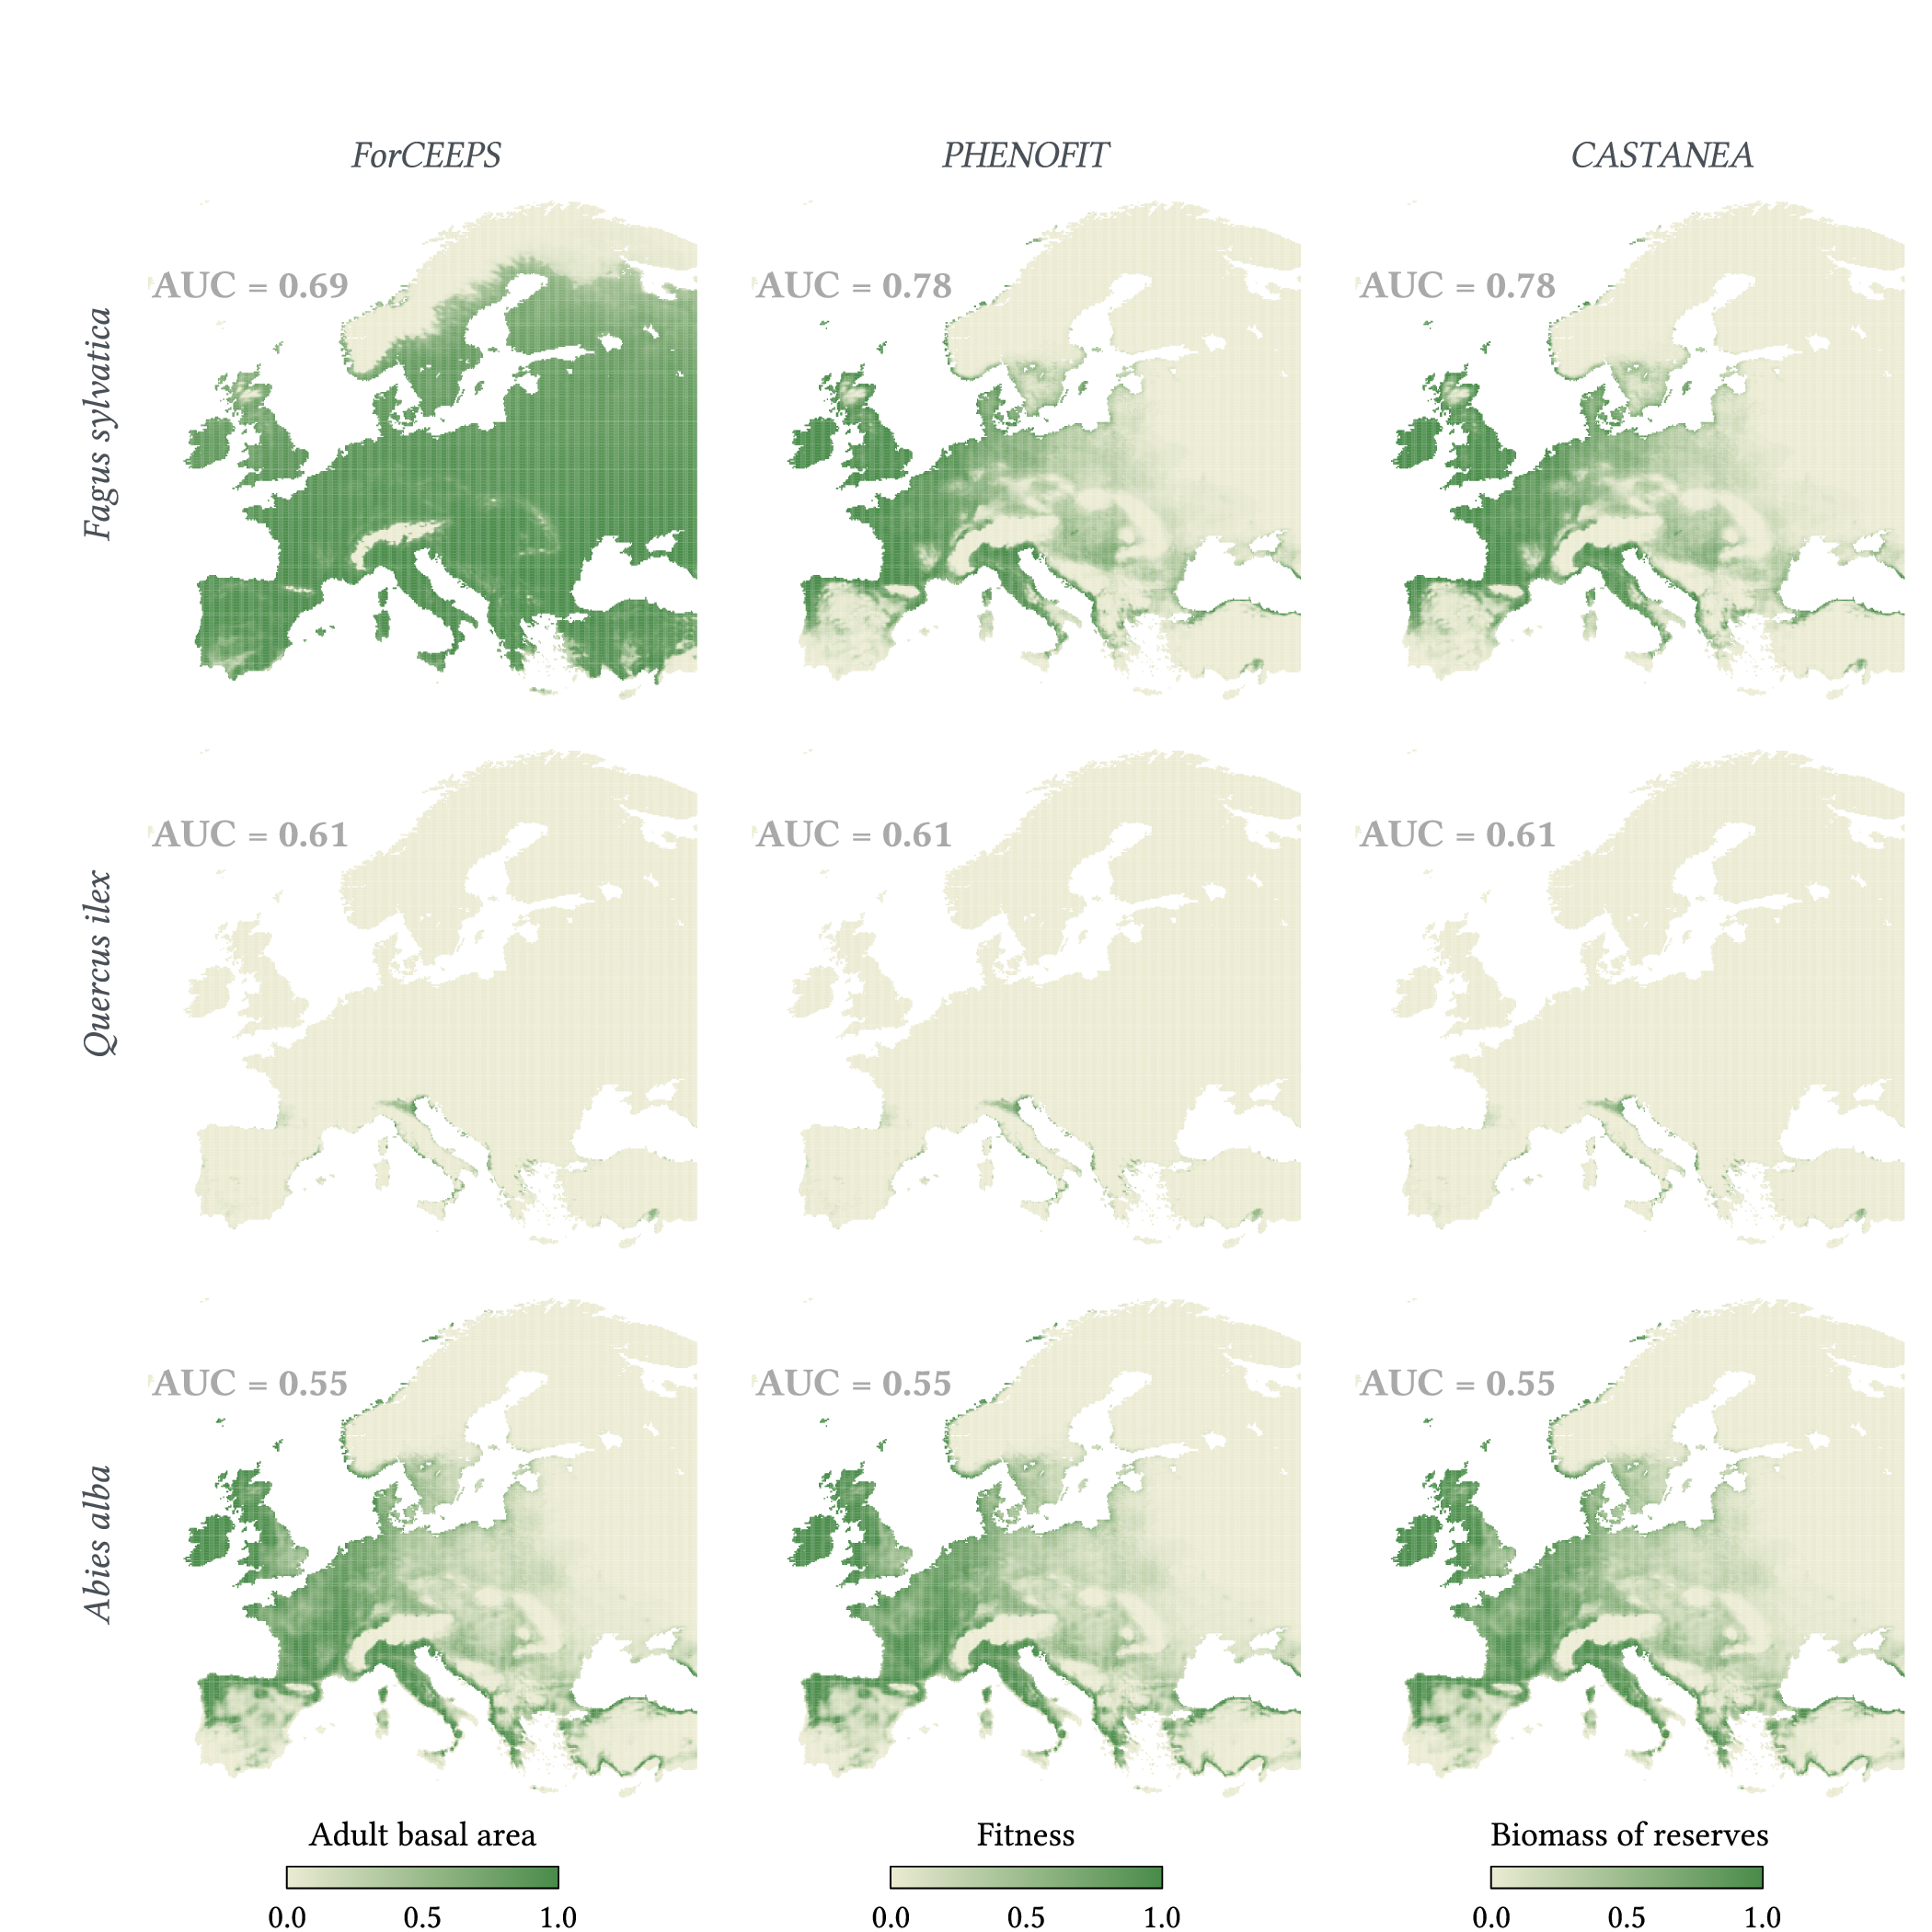 ForCEEPS
PHENOFIT
CASTANEA
Fagus sylvatica
AUC = 0.69
AUC = 0.78
AUC = 0.78
Quercus ilex
AUC = 0.61
AUC = 0.61
AUC = 0.61
Abies alba
AUC = 0.55
AUC = 0.55
AUC = 0.55
Adult basal area
0.0 0.5 1.0
Fitness
0.0 0.5 1.0
Biomass of reserves
0.0 0.5 1.0